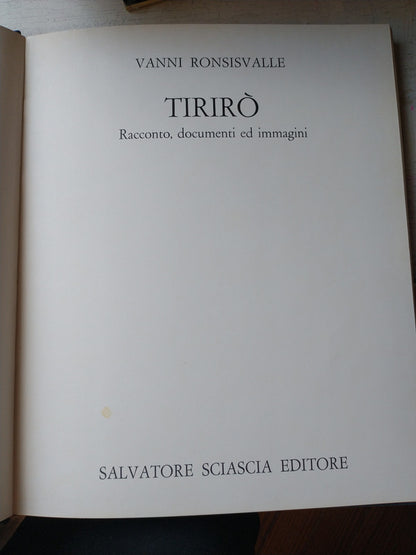 VANNI RONSISVALLE
TIRIRÒ
Racconto, documenti ed immagini
SALVATORE SCIASCIA EDITORE